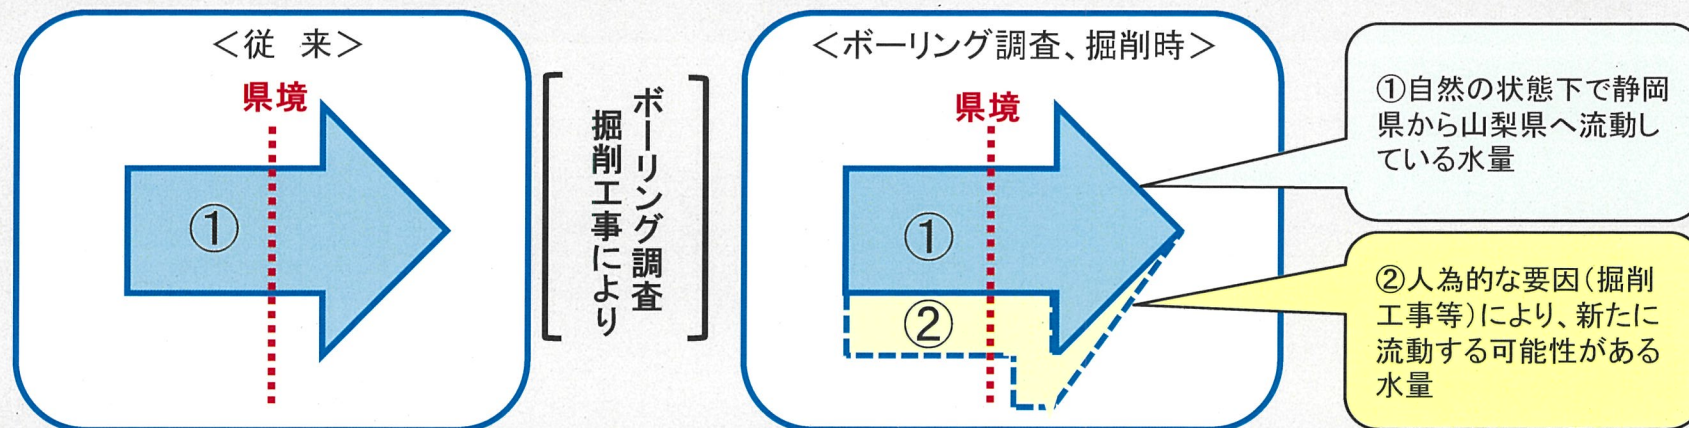 ＜従 来＞
県境
①
ボーリング調査
掘削工事により
＜ボーリング調査、掘削時＞
県境
①
②
①自然の状態下で静岡
県から山梨県へ流動し
ている水量
②人為的な要因（掘削
工事等）により、新たに
流動する可能性がある
水量